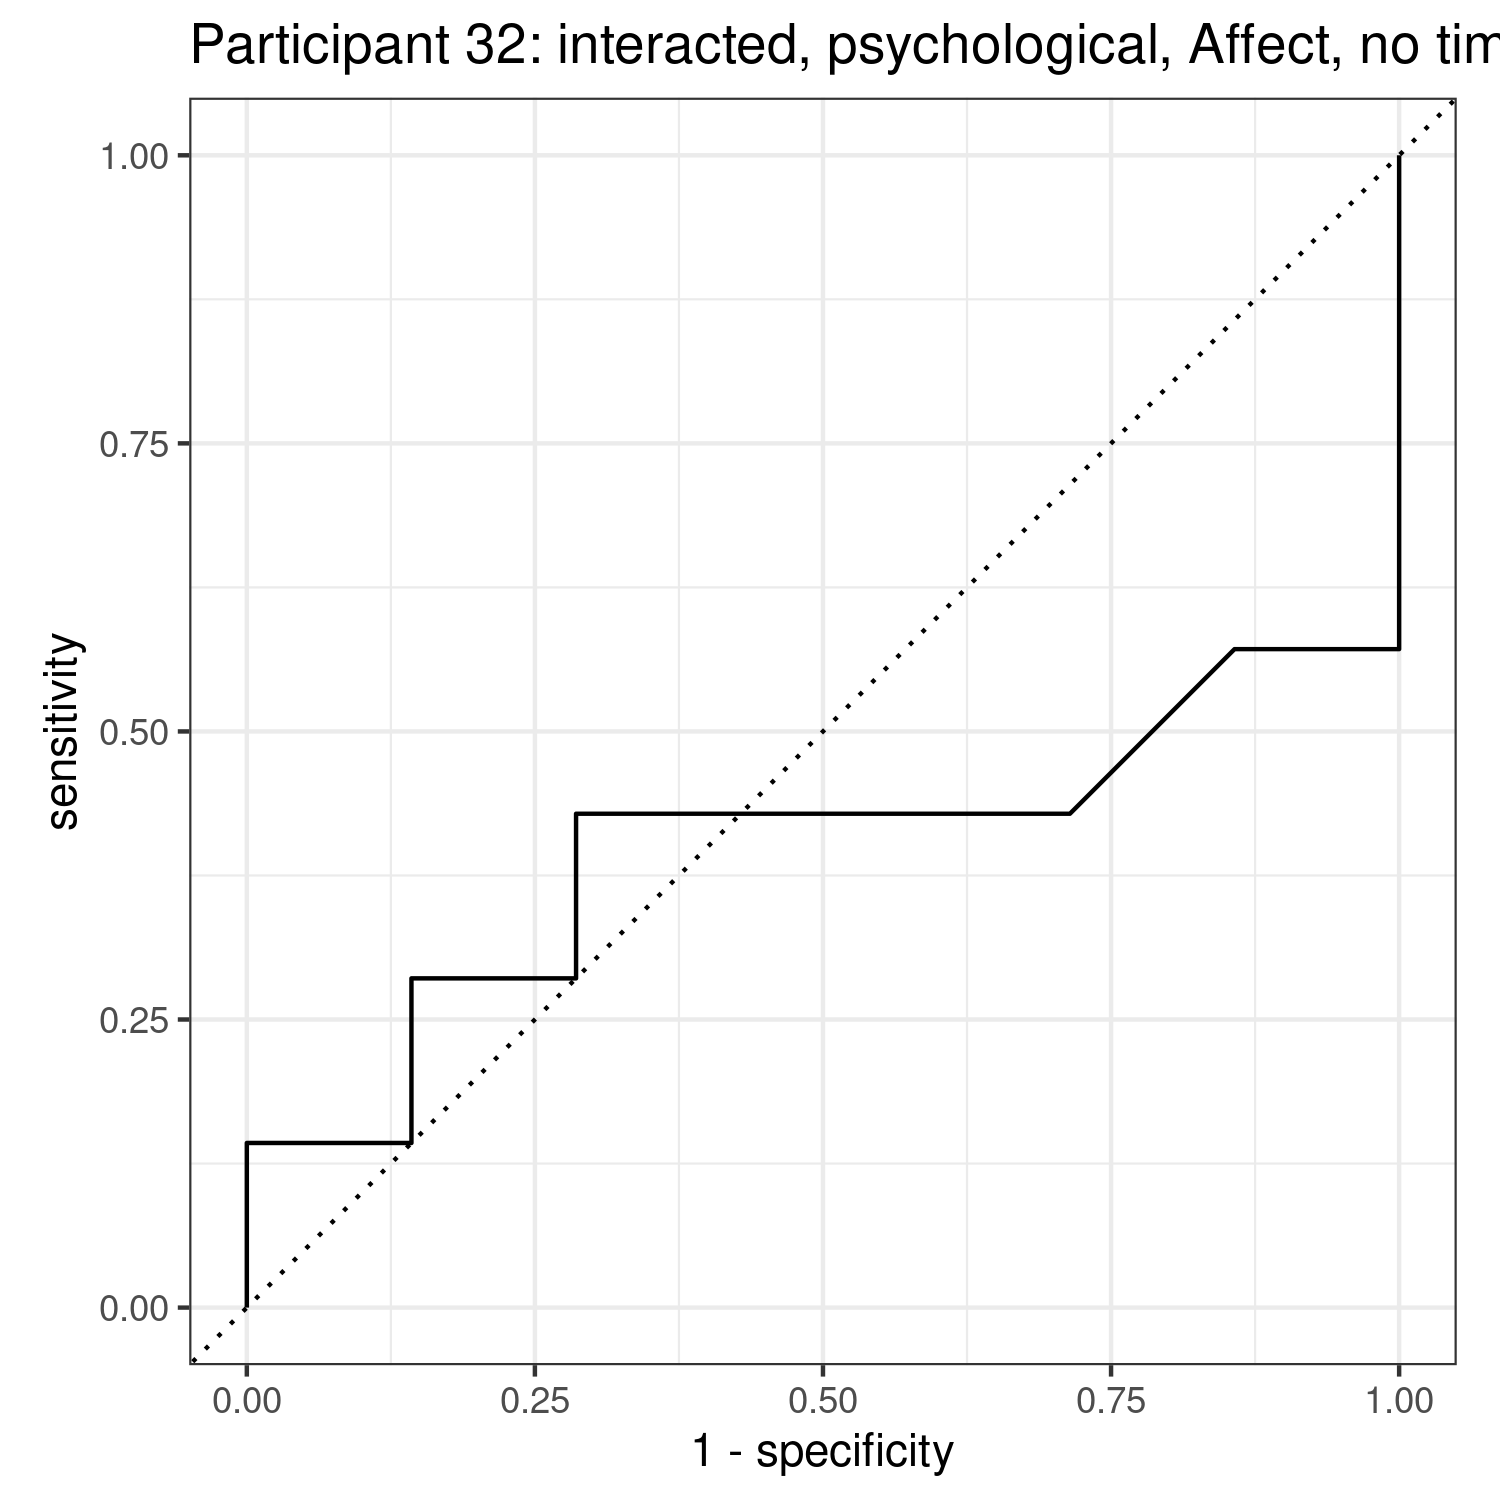 Participant 32: interacted, psychological, Affect, no tim
1.00
0.75
0.50
0.25
0.00
sensitivity
0.00 0.25 0.50 0.75 1.00
1 - specificity